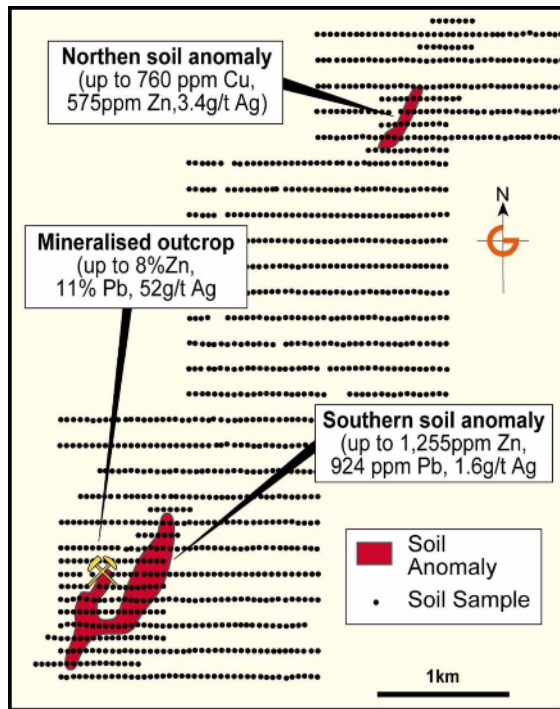 Northen soil anomaly
(up to 760 ppm Cu,
575ppm Zn,3.4g/t Ag)
N
Mineralised outcrop
(up to 8%Zn,
11% Pb, 52g/t Ag
Southern soil anomaly
(up to 1,255ppm Zn,
924 ppm Pb, 1.6g/t Ag
Soil
Anomaly
Soil Sample
1km